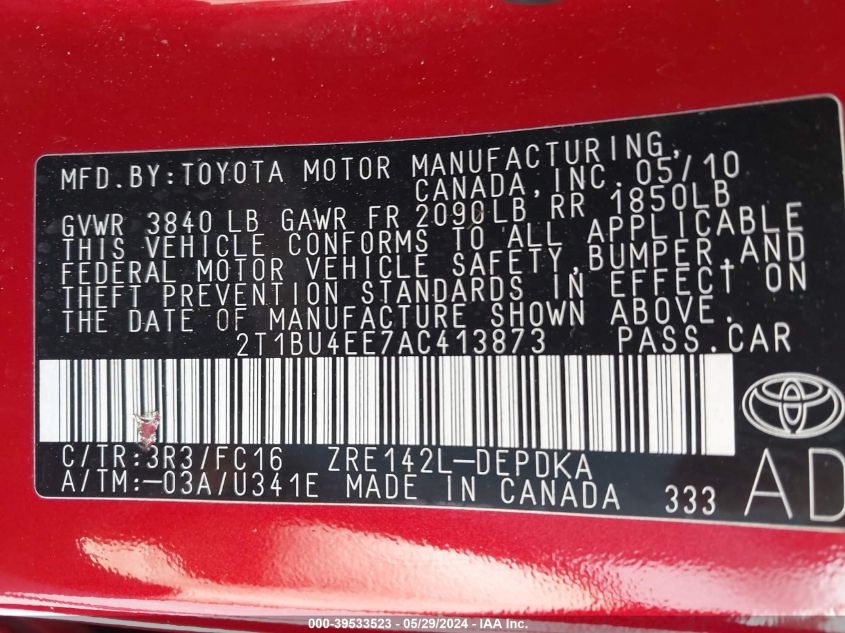 MFD.BY:TOYOTA MOTOR MANUFACTURING,
CANADA,INC. 05/10
GVWR 3840 LB GAWR FR 2090LB RR 1850LB
THIS VEHICLE CONFORMS TO ALL APPLICABLE
FEDERAL MOTOR VEHICLE SAFETY,BUMPER,AND
THEFT PREVENTION STANDARDS IN EFFECT ON
THE DATE OF MANUFACTURE SHOWN ABOVE.
2T1BU4EE7AC413873 PASS.CAR
C/TR:3R3/FC16 ZRE142L-DEPDKA
A/TM:-03A/U341E MADE IN CANADA 333
AD
000-39533523 - 05/29/2024 - IAA Inc.